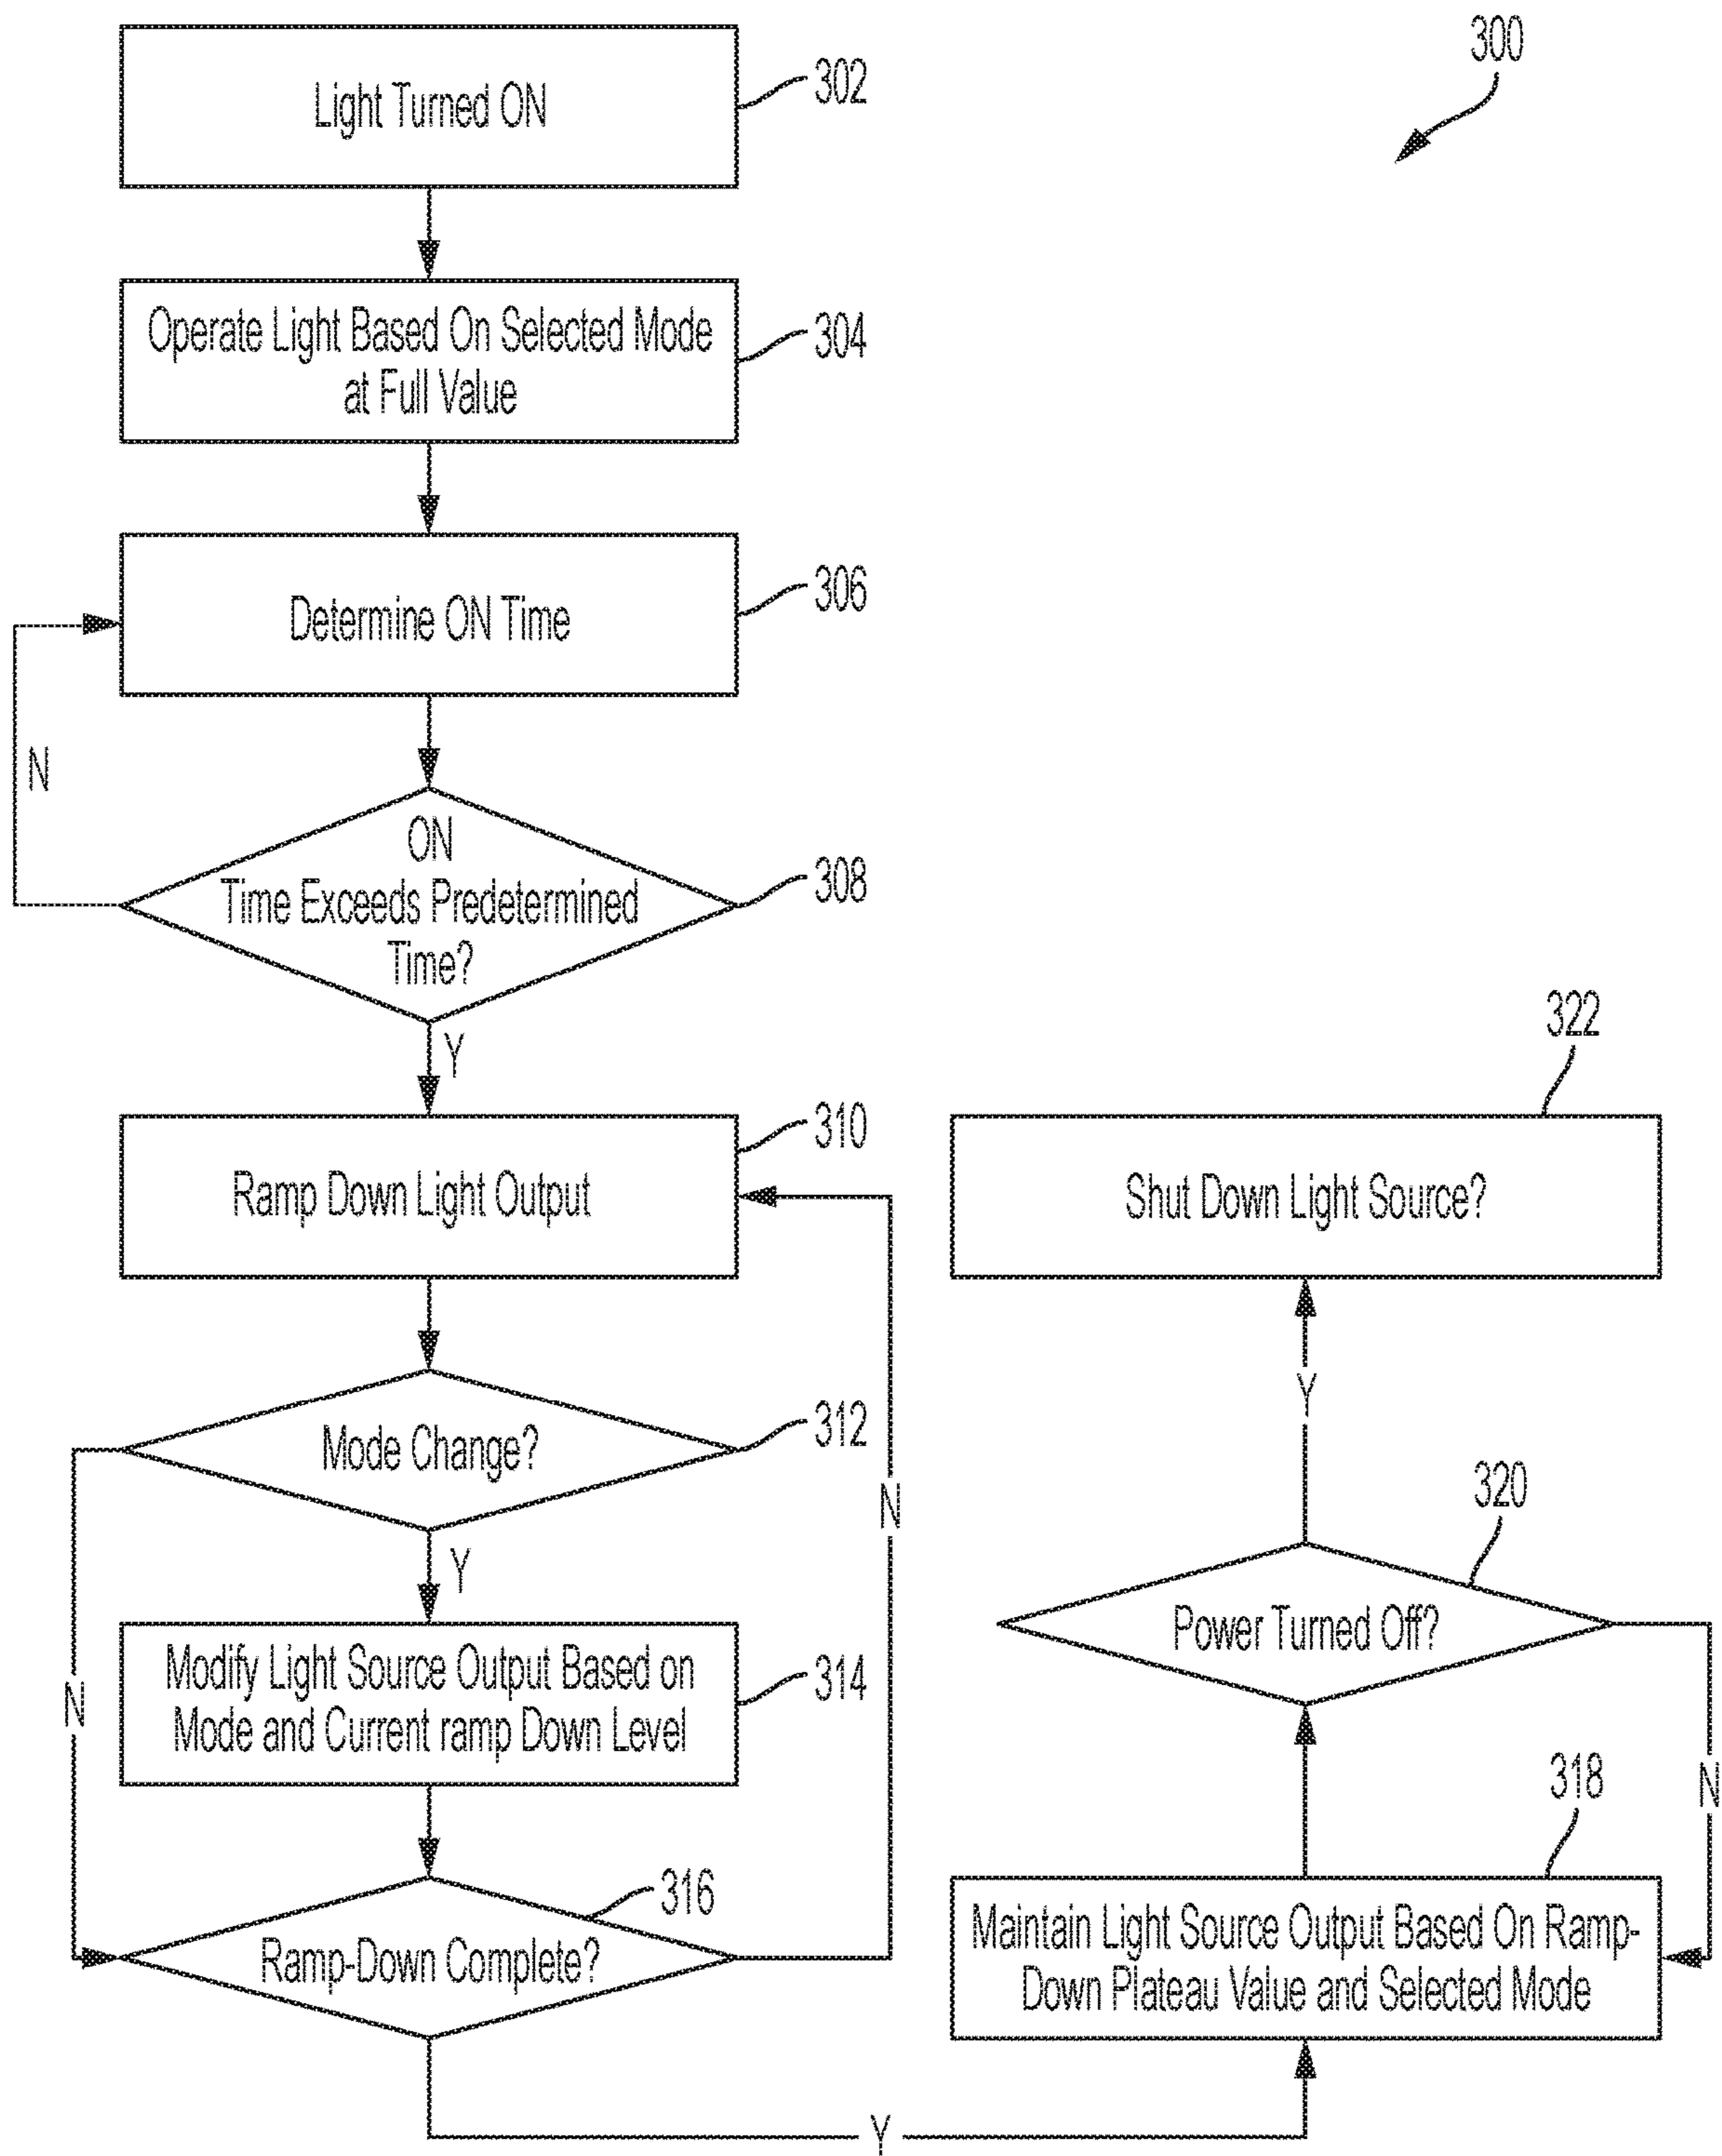 300
Light Turned ON
302
Operate Light Based On Selected Mode
at Full Value
304
Determine ON Time
306
N
ON
Time Exceeds Predetermined
Time?
308
Y
Ramp Down Light Output
310
Mode Change?
312
N
Y
Modify Light Source Output Based on
Mode and Current ramp Down Level
314
Ramp-Down Complete?
316
N
Y
Maintain Light Source Output Based On Ramp-
Down Plateau Value and Selected Mode
318
Power Turned Off?
320
N
Y
Shut Down Light Source?
322